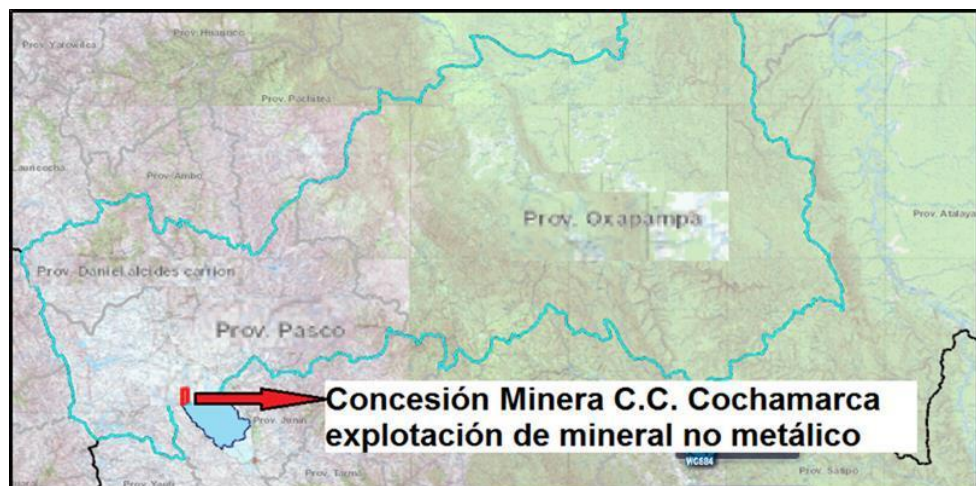 Prov. Huanuco
Prov. Yarowilca
Prov. Pachitea
Lauricocha
Prov. Ambo
Prov. Oxapampa
Prov. Atalaya
Prov. Daniel alcides carrion
Prov. Pasco
Concesión Minera C.C. Cochamarca
explotación de mineral no metálico
Prov. Junin
WGS84
Prov. Tarma
Prov. Satipo
Prov. Yauli